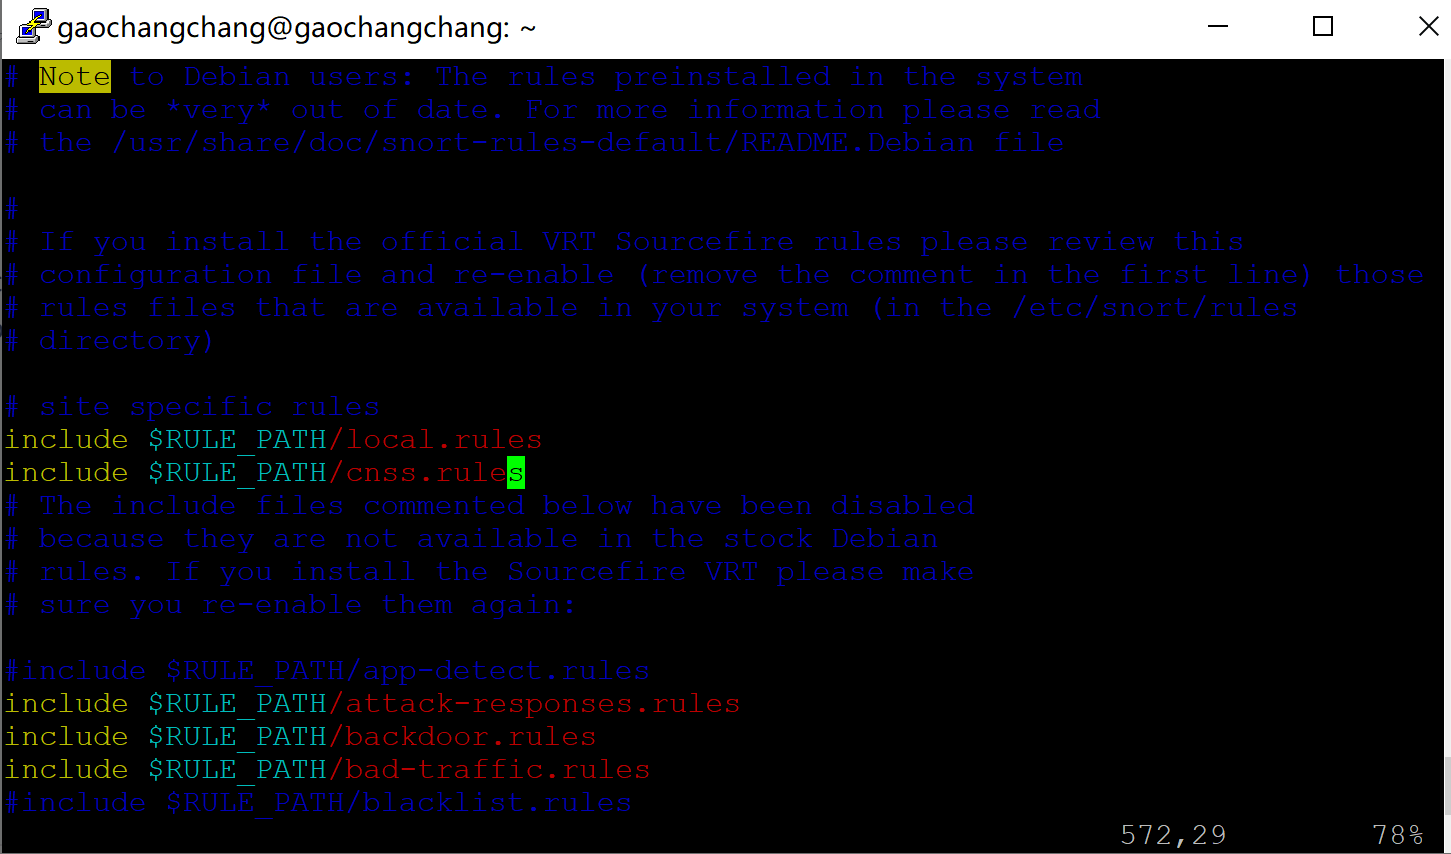 gaochangchang@gaochangchang: ~
# Note to Debian users: The rules preinstalled in the system
# can be *very* out of date. For more information please read
# the /usr/share/doc/snort-rules-default/README.Debian file
#
# If you install the official VRT Sourcefire rules please review this
# configuration file and re-enable (remove the comment in the first line) those
# rules files that are available in your system (in the /etc/snort/rules
# directory)
# site specific rules
include $RULE_PATH/local.rules
include $RULE_PATH/cnss.rules
# The include files commented below have been disabled
# because they are not available in the stock Debian
# rules. If you install the Sourcefire VRT please make
# sure you re-enable them again:
#include $RULE_PATH/app-detect.rules
include $RULE_PATH/attack-responses.rules
include $RULE_PATH/backdoor.rules
include $RULE_PATH/bad-traffic.rules
#include $RULE_PATH/blacklist.rules
572,29 78%